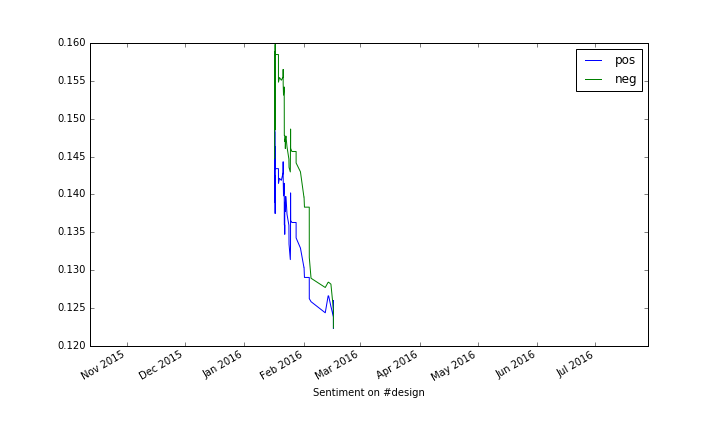 0.160
0.155
0.150
0.145
0.140
0.135
0.130
0.125
0.120
pos
neg
Nov 2015
Dec 2015
Jan 2016
Feb 2016
Mar 2016
Apr 2016
May 2016
Jun 2016
Jul 2016
Sentiment on #design